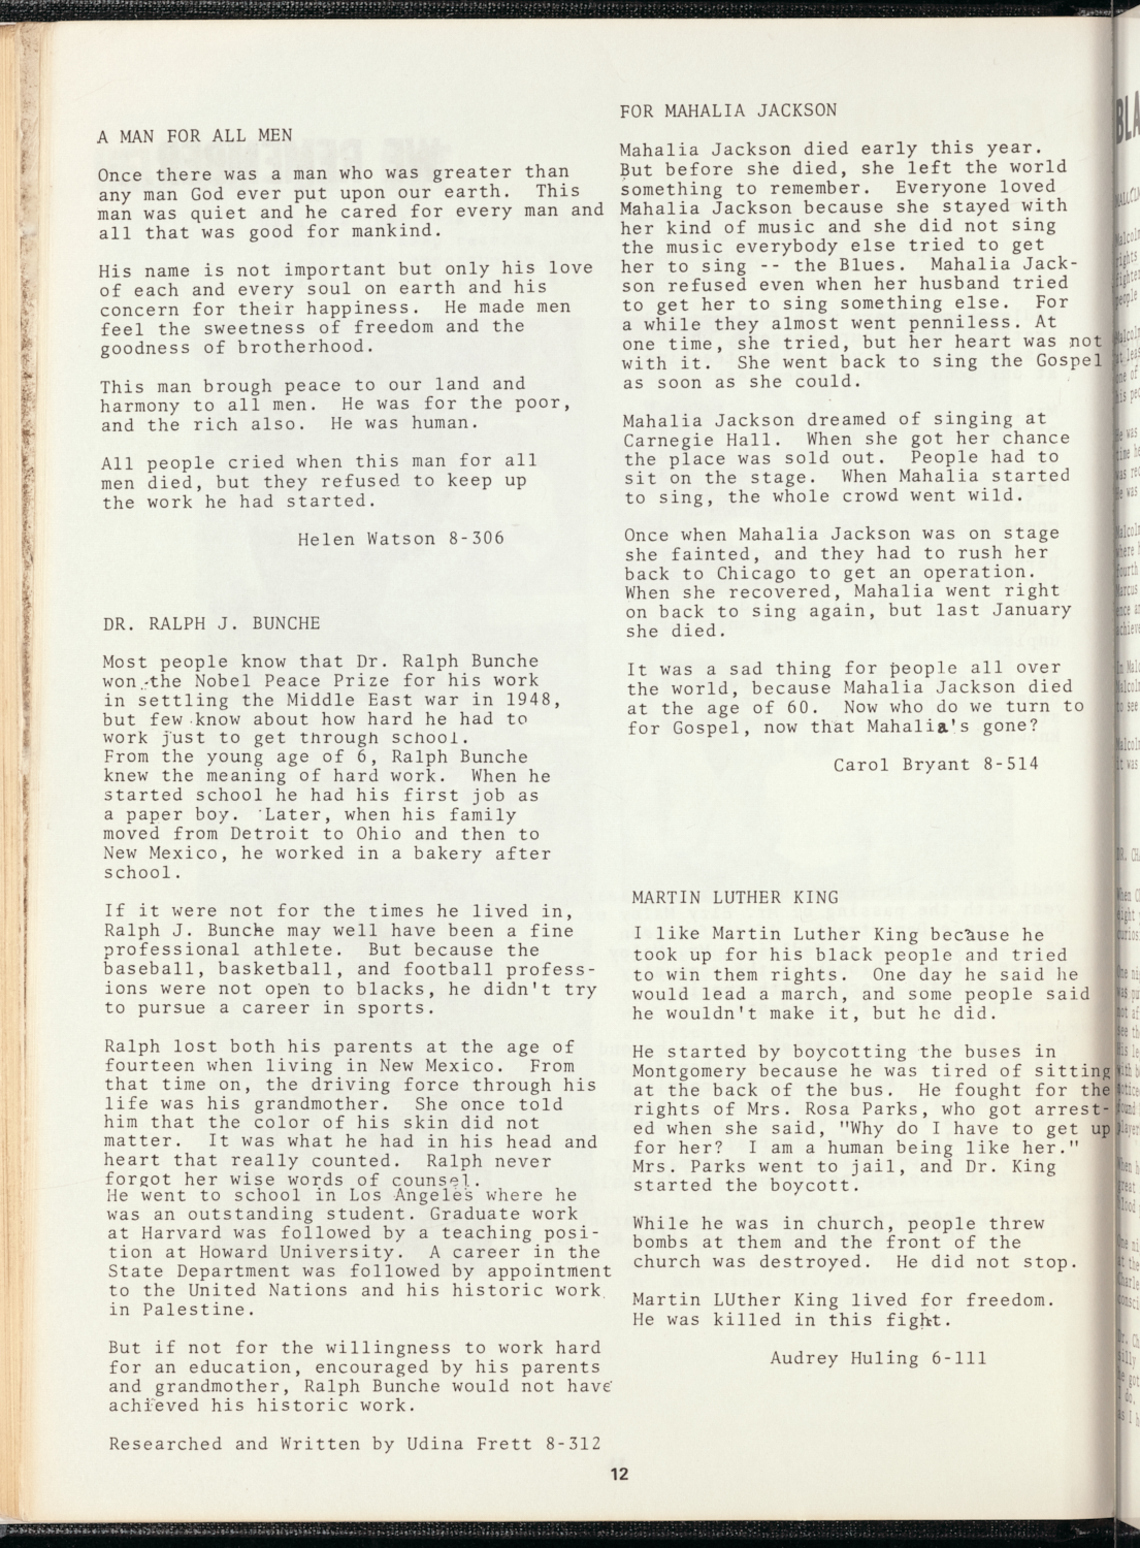 A MAN FOR ALL MEN
Once there was a man who was greater than
any man God ever put upon our earth.  This
man was quiet and he cared for every man and
all that was good for mankind.
His name is not important but only his love
of each and every soul on earth and his
concern for their happiness.  He made men
feel the sweetness of freedom and the
goodness of brotherhood.
This man brough peace to our land and
harmony to all men.  He was for the poor,
and the rich also.  He was human.
All people cried when this man for all
men died, but they refused to keep up
the work he had started.
Helen Watson 8-306
DR. RALPH J. BUNCHE
Most people know that Dr. Ralph Bunche
won the Nobel Peace Prize for his work
in settling the Middle East war in 1948,
but few know about how hard he had to
work just to get through school.
From the young age of 6, Ralph Bunche
knew the meaning of hard work.  When he
started school he had his first job as
a paper boy.  Later, when his family
moved from Detroit to Ohio and then to
New Mexico, he worked in a bakery after
school.
If it were not for the times he lived in,
Ralph J. Bunche may well have been a fine
professional athlete.  But because the
baseball, basketball, and football profess-
ions were not open to blacks, he didn't try
to pursue a career in sports.
Ralph lost both his parents at the age of
fourteen when living in New Mexico.  From
that time on, the driving force through his
life was his grandmother.  She once told
him that the color of his skin did not
matter.  It was what he had in his head and
heart that really counted.  Ralph never
forgot her wise words of counsel.
He went to school in Los Angeles where he
was an outstanding student. Graduate work
at Harvard was followed by a teaching posi-
tion at Howard University.  A career in the
State Department was followed by appointment
to the United Nations and his historic work
in Palestine.
But if not for the willingness to work hard
for an education, encouraged by his parents
and grandmother, Ralph Bunche would not have
achieved his historic work.
Researched and Written by Udina Frett 8-312
FOR MAHALIA JACKSON
Mahalia Jackson died early this year.
But before she died, she left the world
something to remember.  Everyone loved
Mahalia Jackson because she stayed with
her kind of music and she did not sing
the music everybody else tried to get
her to sing -- the Blues.  Mahalia Jack-
son refused even when her husband tried
to get her to sing something else.  For
a while they almost went penniless. At
one time, she tried, but her heart was not
with it.  She went back to sing the Gospel
as soon as she could.
Mahalia Jackson dreamed of singing at
Carnegie Hall.  When she got her chance
the place was sold out.  People had to
sit on the stage.  When Mahalia started
to sing, the whole crowd went wild.
Once when Mahalia Jackson was on stage
she fainted, and they had to rush her
back to Chicago to get an operation.
When she recovered, Mahalia went right
on back to sing again, but last January
she died.
It was a sad thing for people all over
the world, because Mahalia Jackson died
at the age of 60.  Now who do we turn to
for Gospel, now that Mahalia's gone?
Carol Bryant 8-514
MARTIN LUTHER KING
I like Martin Luther King because he
took up for his black people and tried
to win them rights.  One day he said he
would lead a march, and some people said
he wouldn't make it, but he did.
He started by boycotting the buses in
Montgomery because he was tired of sitting
at the back of the bus.  He fought for the
rights of Mrs. Rosa Parks, who got arrest-
ed when she said, "Why do I have to get up
for her?  I am a human being like her."
Mrs. Parks went to jail, and Dr. King
started the boycott.
While he was in church, people threw
bombs at them and the front of the
church was destroyed.  He did not stop.
Martin LUther King lived for freedom.
He was killed in this fight.
Audrey Huling 6-111
12